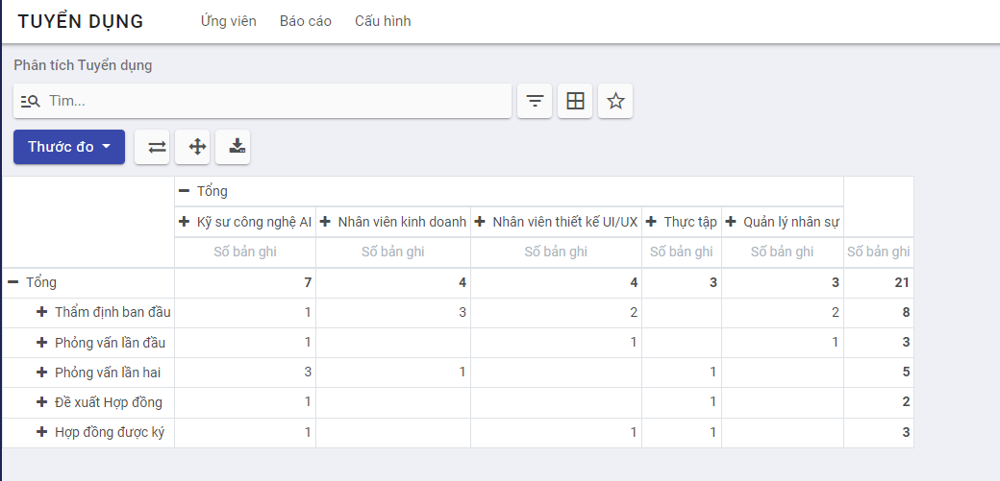 TUYỂN DỤNG Ứng viên Báo cáo Cấu hình
Phân tích Tuyển dụng
Tìm...
Thước đo
Tổng
Kỹ sư công nghệ AI Nhân viên kinh doanh Nhân viên thiết kế UI/UX Thực tập Quản lý nhân sự
Số bản ghi Số bản ghi Số bản ghi Số bản ghi Số bản ghi Số bản ghi
Tổng 7 4 4 3 3 21
Thẩm định ban đầu 1 3 2 2 8
Phỏng vấn lần đầu 1 1 1 3
Phỏng vấn lần hai 3 1 1 5
Đề xuất Hợp đồng 1 1 2
Hợp đồng được ký 1 1 1 3